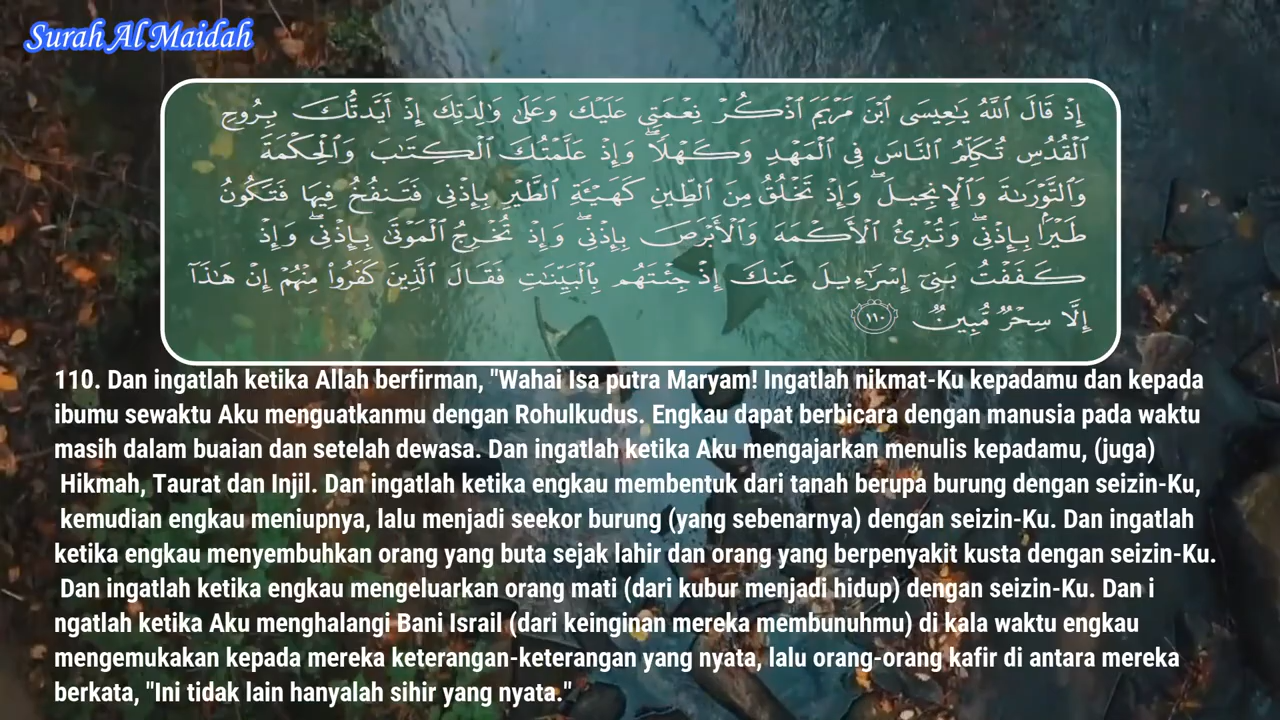 Surah Al Maidah
إِذْ قَالَ ٱللَّهُ يَـٰعِيسَى ٱبْنَ مَرْيَمَ ٱذْكُرْ نِعْمَتِى عَلَيْكَ وَعَلَىٰ وَٰلِدَتِكَ إِذْ أَيَّدتُّكَ بِرُوحِ
ٱلْقُدُسِ تُكَلِّمُ ٱلنَّاسَ فِى ٱلْمَهْدِ وَكَهْلًا ۖ وَإِذْ عَلَّمْتُكَ ٱلْكِتَـٰبَ وَٱلْحِكْمَةَ
وَٱلتَّوْرَىٰةَ وَٱلْإِنجِيلَ ۖ وَإِذْ تَخْلُقُ مِنَ ٱلطِّينِ كَهَيْـَٔةِ ٱلطَّيْرِ بِإِذْنِى فَتَنفُخُ فِيهَا فَتَكُونُ
طَيْرًۢا بِإِذْنِى ۖ وَتُبْرِئُ ٱلْأَكْمَهَ وَٱلْأَبْرَصَ بِإِذْنِى ۖ وَإِذْ تُخْرِجُ ٱلْمَوْتَىٰ بِإِذْنِى ۖ وَإِذْ
كَفَفْتُ بَنِىٓ إِسْرَٰٓءِيلَ عَنكَ إِذْ جِئْتَهُم بِٱلْبَيِّنَـٰتِ فَقَالَ ٱلَّذِينَ كَفَرُوا۟ مِنْهُمْ إِنْ هَـٰذَآ
إِلَّا سِحْرٌ مُّبِينٌ ١١٠
110. Dan ingatlah ketika Allah berfirman, "Wahai Isa putra Maryam! Ingatlah nikmat-Ku kepadamu dan kepada
ibumu sewaktu Aku menguatkanmu dengan Rohulkudus. Engkau dapat berbicara dengan manusia pada waktu
masih dalam buaian dan setelah dewasa. Dan ingatlah ketika Aku mengajarkan menulis kepadamu, (juga)
Hikmah, Taurat dan Injil. Dan ingatlah ketika engkau membentuk dari tanah berupa burung dengan seizin-Ku,
kemudian engkau meniupnya, lalu menjadi seekor burung (yang sebenarnya) dengan seizin-Ku. Dan ingatlah
ketika engkau menyembuhkan orang yang buta sejak lahir dan orang yang berpenyakit kusta dengan seizin-Ku.
Dan ingatlah ketika engkau mengeluarkan orang mati (dari kubur menjadi hidup) dengan seizin-Ku. Dan i
ngatlah ketika Aku menghalangi Bani Israil (dari keinginan mereka membunuhmu) di kala waktu engkau
mengemukakan kepada mereka keterangan-keterangan yang nyata, lalu orang-orang kafir di antara mereka
berkata, "Ini tidak lain hanyalah sihir yang nyata."